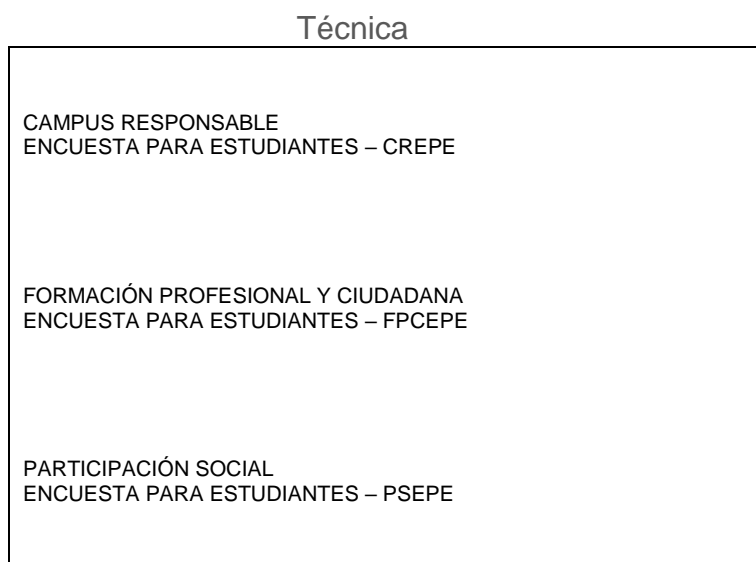 Técnica
CAMPUS RESPONSABLE
ENCUESTA PARA ESTUDIANTES – CREPE
FORMACIÓN PROFESIONAL Y CIUDADANA
ENCUESTA PARA ESTUDIANTES – FPCEPE
PARTICIPACIÓN SOCIAL
ENCUESTA PARA ESTUDIANTES – PSEPE